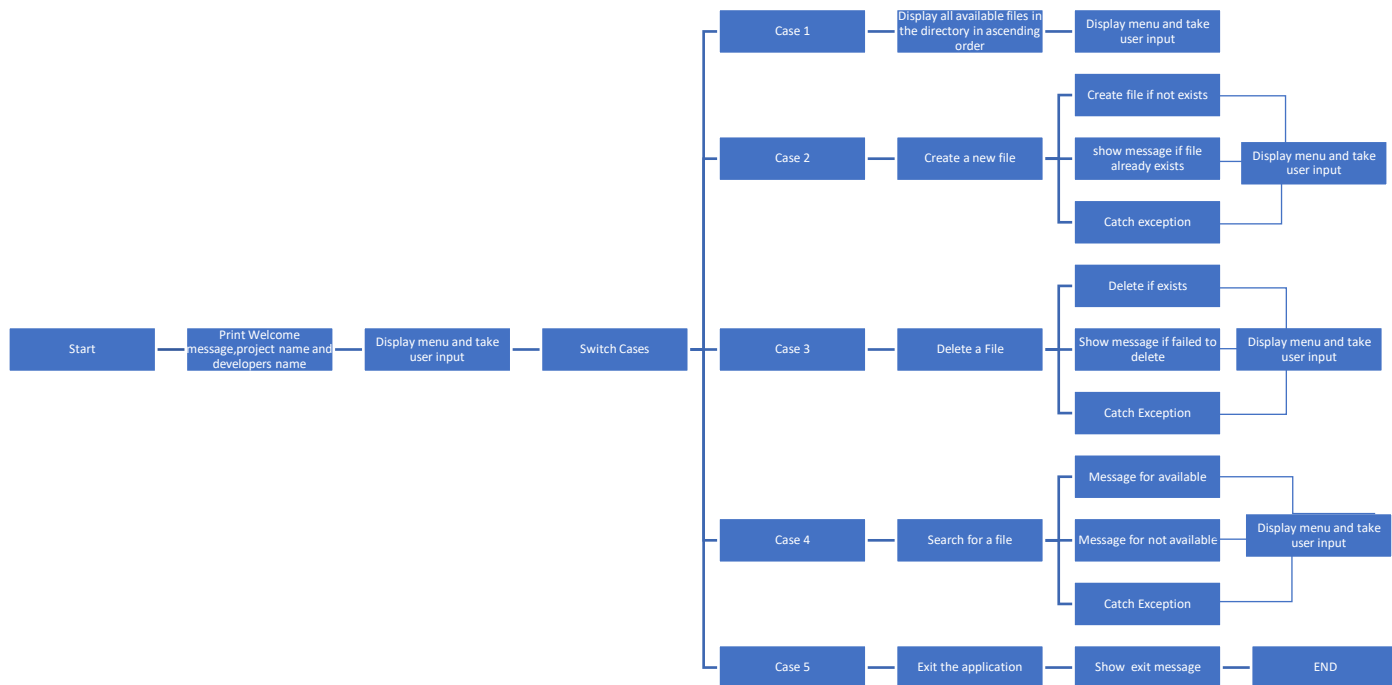 Start
Print Welcome
message,project name and
developers name
Display menu and take
user input
Switch Cases
Case 1
Display all available files in
the directory in ascending
order
Display menu and take
user input
Case 2
Create a new file
Create file if not exists
show message if file
already exists
Catch exception
Display menu and take
user input
Case 3
Delete a File
Delete if exists
Show message if failed to
delete
Catch Exception
Display menu and take
user input
Case 4
Search for a file
Message for available
Message for not available
Catch Exception
Display menu and take
user input
Case 5
Exit the application
Show exit message
END